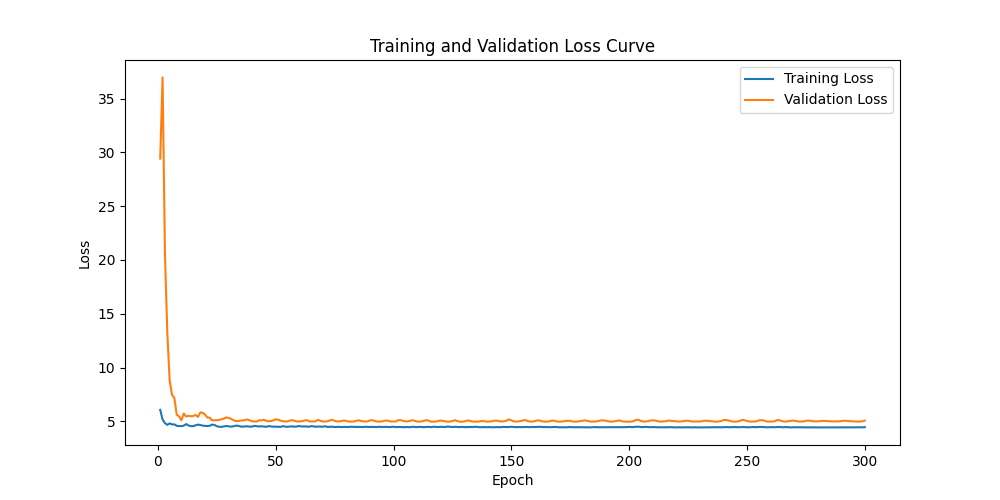 Training and Validation Loss Curve
Training Loss
Validation Loss
35
30
25
20
15
10
5
Loss
0 50 100 150 200 250 300
Epoch